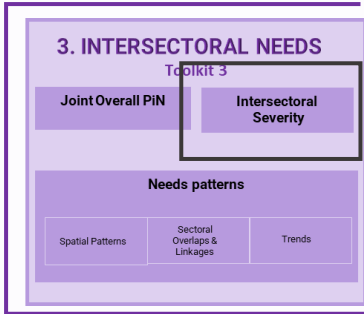 3. INTERSECTORAL NEEDS
Toolkit 3
Joint Overall PiN
Intersectoral
Severity
Needs patterns
Spatial Patterns
Sectoral
Overlaps &
Linkages
Trends